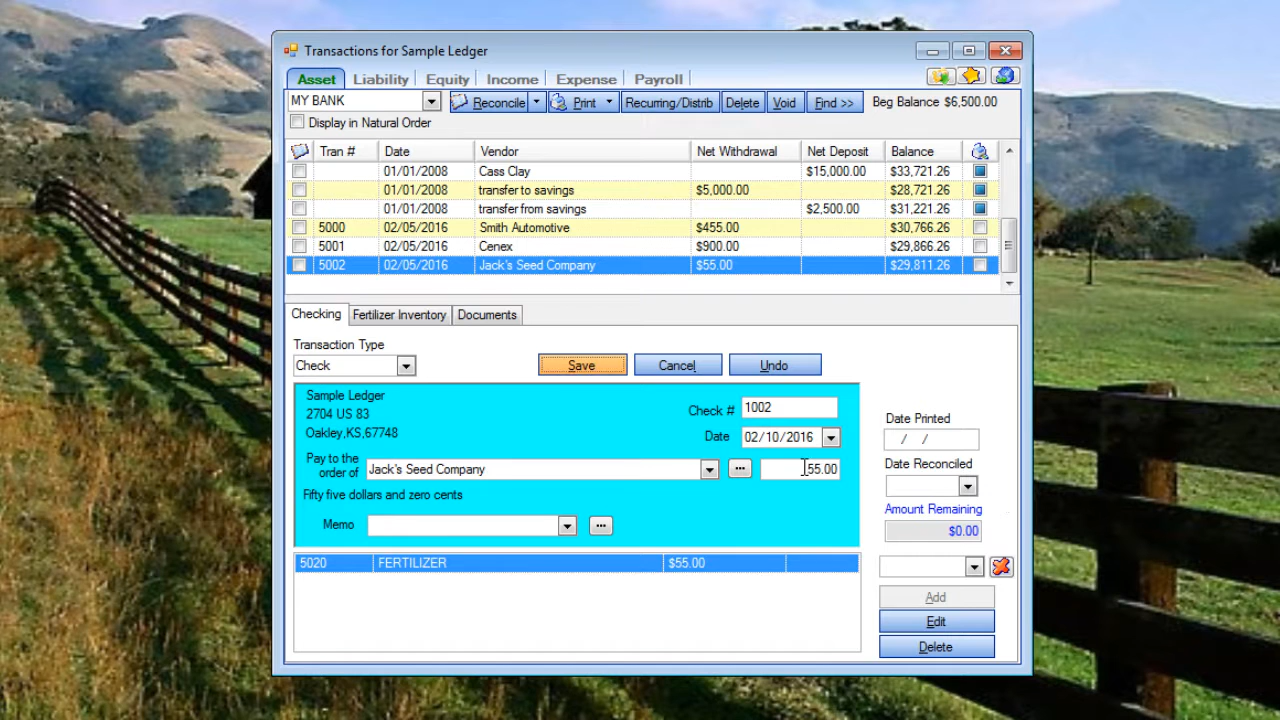 Transactions for Sample Ledger
Asset Liability Equity Income Expense Payroll
MY BANK Reconcile Print Recurring/Distrib Delete Void Find >> Beg Balance $6,500.00
Display in Natural Order
Tran # Date Vendor Net Withdrawal Net Deposit Balance
01/01/2008 Cass Clay $15,000.00 $33,721.26
01/01/2008 transfer to savings $5,000.00 $28,721.26
01/01/2008 transfer from savings $2,500.00 $31,221.26
5000 02/05/2016 Smith Automotive $455.00 $30,766.26
5001 02/05/2016 Cenex $900.00 $29,866.26
5002 02/05/2016 Jack's Seed Company $55.00 $29,811.26
Checking Fertilizer Inventory Documents
Transaction Type
Check Save Cancel Undo
Sample Ledger
2704 US 83
Oakley,KS,67748
Check # 1002
Date 02/10/2016
Pay to the
order of Jack's Seed Company ... 55.00
Fifty five dollars and zero cents
Memo ...
5020 FERTILIZER $55.00
Date Printed
/ /
Date Reconciled
Amount Remaining
$0.00
Add
Edit
Delete